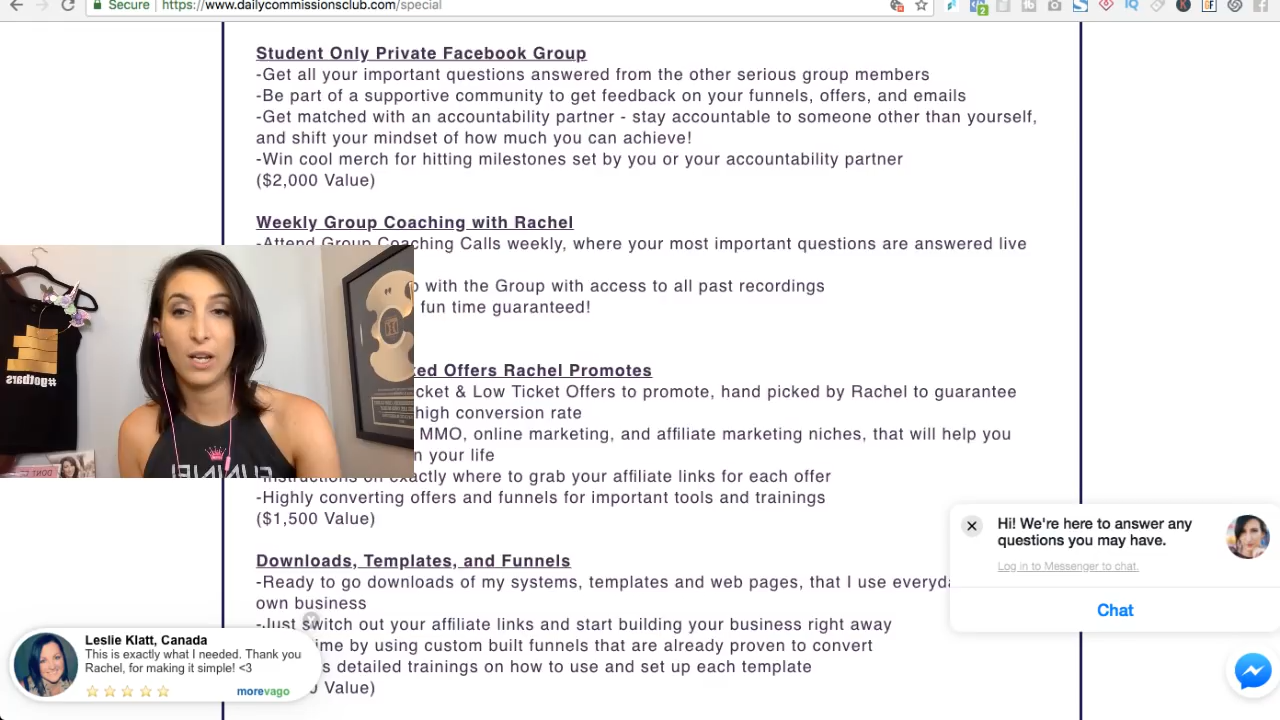 Secure
https://www.dailycommissionsclub.com/special
Student Only Private Facebook Group
-Get all your important questions answered from the other serious group members
-Be part of a supportive community to get feedback on your funnels, offers, and emails
-Get matched with an accountability partner - stay accountable to someone other than yourself,
and shift your mindset of how much you can achieve!
-Win cool merch for hitting milestones set by you or your accountability partner
($2,000 Value)
Weekly Group Coaching with Rachel
-Attend Group Coaching Calls weekly, where your most important questions are answered live
with the Group with access to all past recordings
fun time guaranteed!
Offers Rachel Promotes
& Low Ticket Offers to promote, hand picked by Rachel to guarantee
high conversion rate
MMO, online marketing, and affiliate marketing niches, that will help you
your life
-Instructions on exactly where to grab your affiliate links for each offer
-Highly converting offers and funnels for important tools and trainings
($1,500 Value)
Downloads, Templates, and Funnels
-Ready to go downloads of my systems, templates and web pages, that I use
own business
-Just switch out your affiliate links and start building your business right away
by using custom built funnels that are already proven to convert
detailed trainings on how to use and set up each template
Value)
#gotbars
Leslie Klatt, Canada
This is exactly what I needed. Thank you
Rachel, for making it simple! <3
morevago
Hi! We're here to answer any
questions you may have.
Log in to Messenger to chat.
Chat